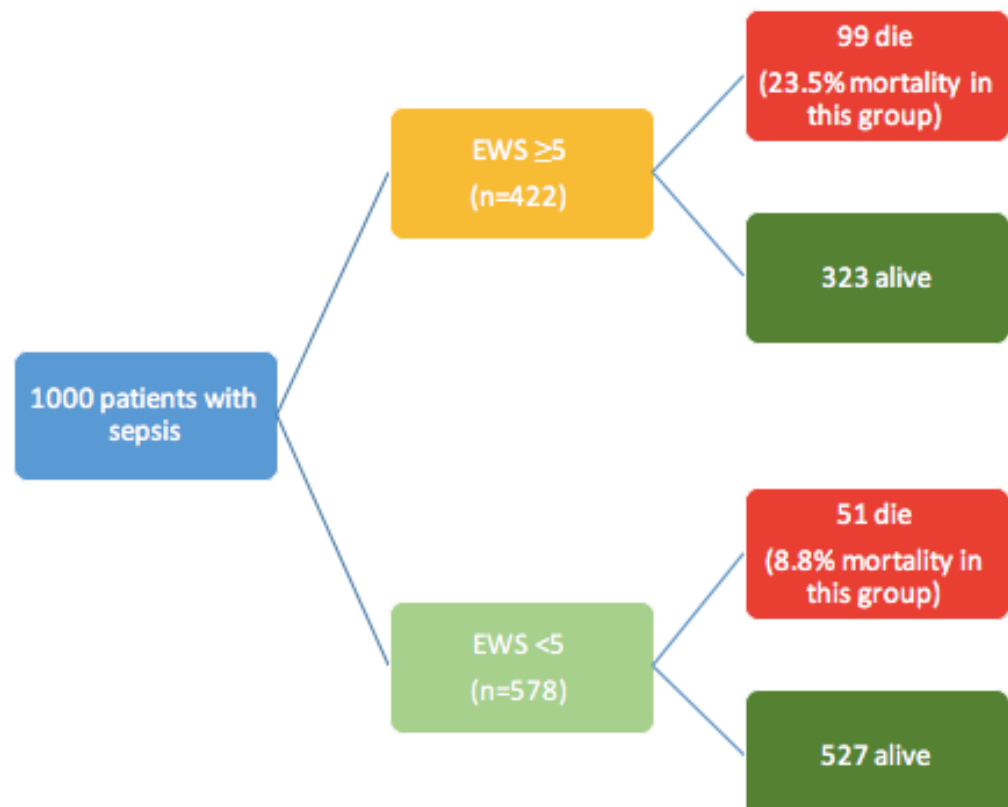 99 die
(23.5% mortality in
this group)
EWS ≥5
(n=422)
323 alive
1000 patients with
sepsis
51 die
(8.8% mortality in
this group)
EWS <5
(n=578)
527 alive